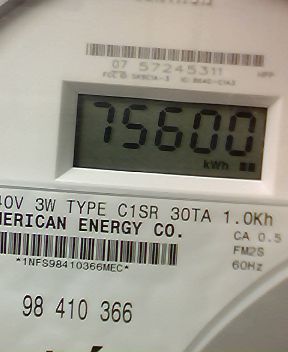 07 57245311
75600
kWh
40V 3W TYPE C1SR 30TA 1.0Kh
MERICAN ENERGY CO.
CA 0.5
FM2S
60Hz
*1NFS98410366MEC*
98 410 366